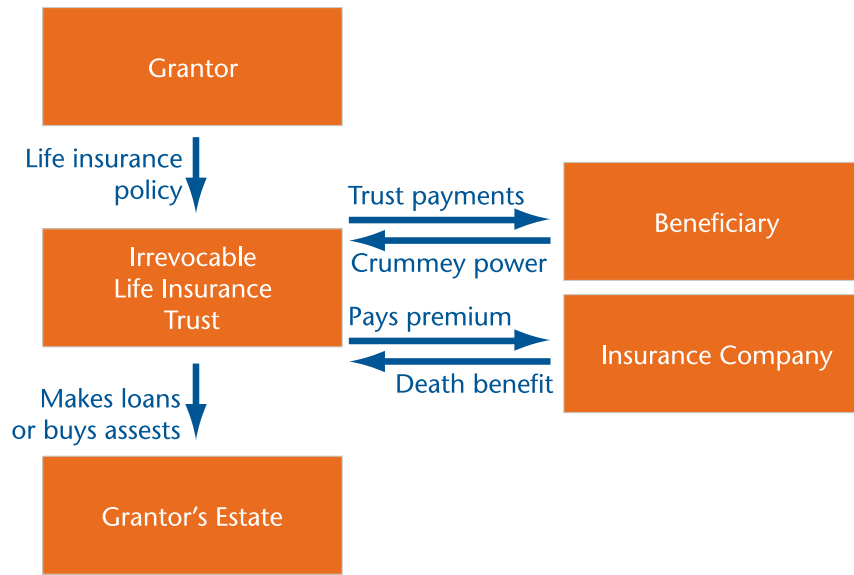 Grantor
Life insurance
policy
Trust payments
Beneficiary
Irrevocable
Life Insurance
Trust
Crummey power
Pays premium
Insurance Company
Death benefit
Makes loans
or buys assests
Grantor’s Estate